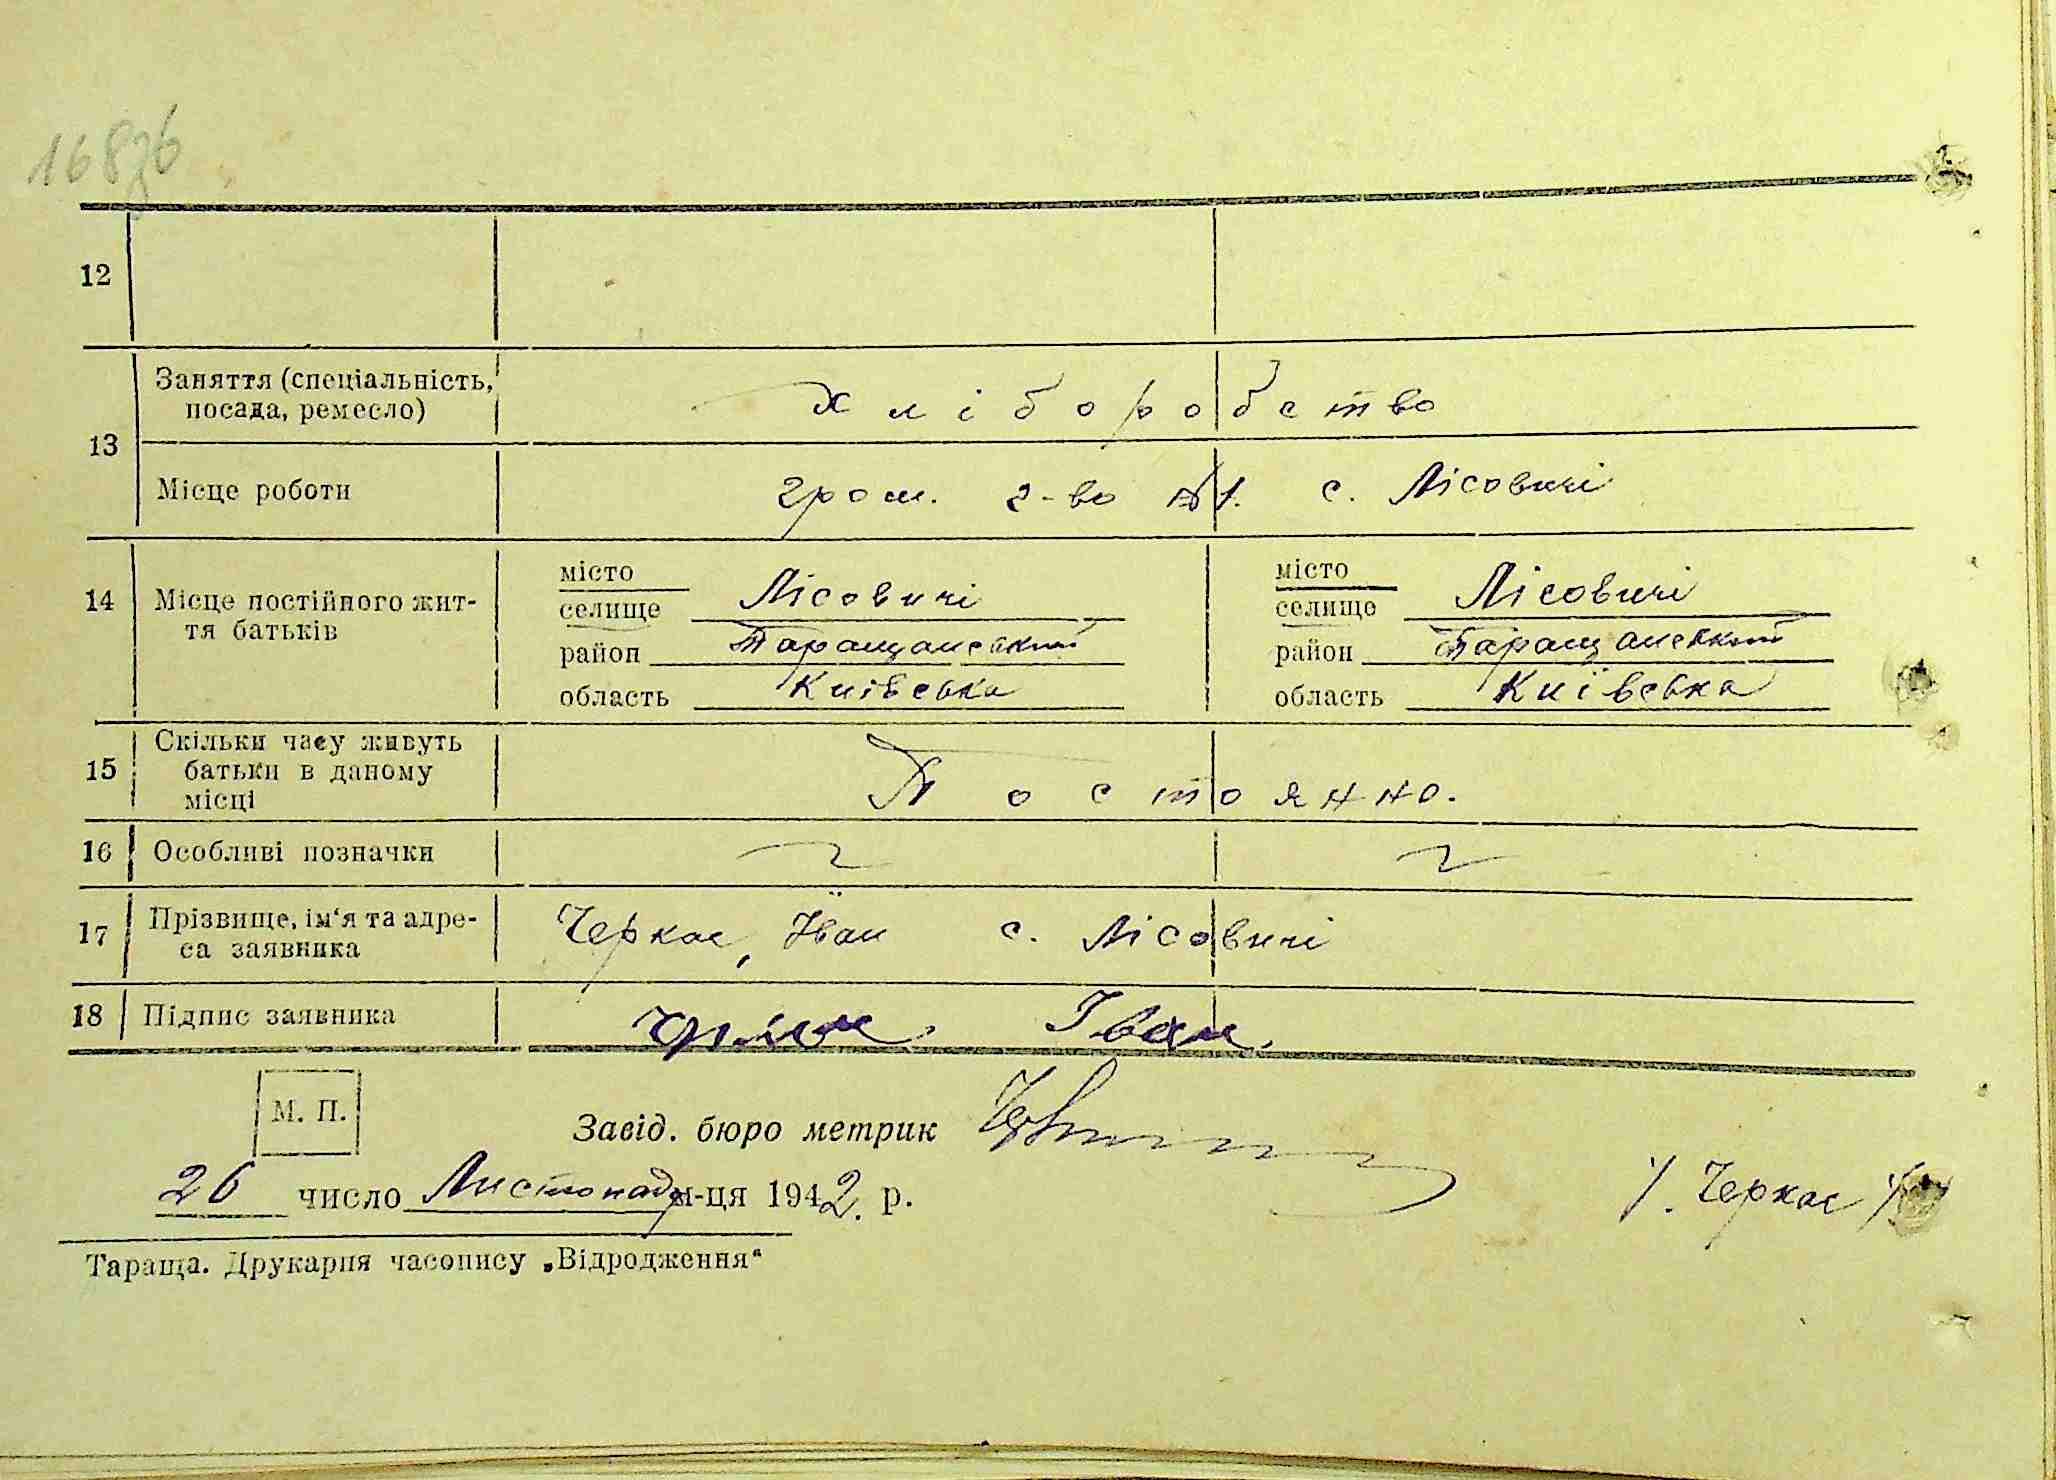 12
13 Заняття (спеціальність, посада, ремесло) хліборобство
Місце роботи гром. г-во №1. с. Лісовичі
14 Місце постійного жит-
тя батьків
місто
селище Лісовичі
район Таращанський
область Київська
місто
селище Лісовичі
район Таращанський
область Київська
15 Скільки часу живуть
батьки в даному
місці
Постоянно.
16 Особливі позначки
17 Прізвище, ім'я та адре-
са заявника
Черкас, Іван с. Лісовичі
18 Підпис заявника Іван.
М. П.
Завід. бюро метрик
26 число Листопада м-ця 1942. р.
/. Черкас /
Тараща. Друкарня часопису „Відродження"